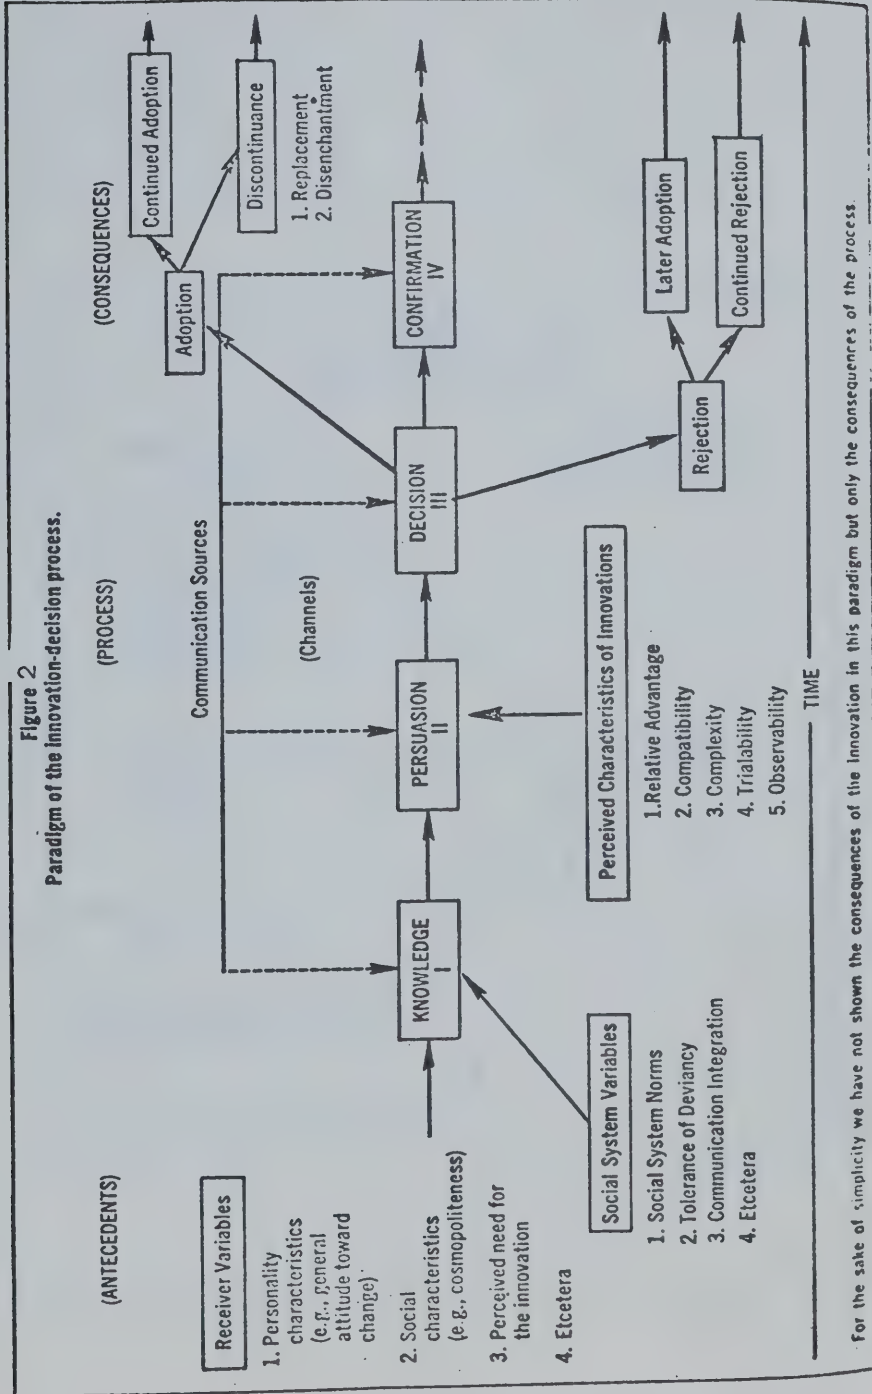 Figure 2
Paradigm of the innovation-decision process.
(ANTECEDENTS)
(PROCESS)
(CONSEQUENCES)
Receiver Variables
1. Personality
characteristics
(e.g., general
attitude toward
change)
2. Social
characteristics
(e.g., cosmopoliteness)
3. Perceived need for
the innovation
4. Etcetera
Social System Variables
1. Social System Norms
2. Tolerance of Deviancy
3. Communication Integration
4. Etcetera
Communication Sources
(Channels)
KNOWLEDGE
I
PERSUASION
II
DECISION
III
CONFIRMATION
IV
Perceived Characteristics of Innovations
1.Relative Advantage
2. Compatibility
3. Complexity
4. Trialability
5. Observability
Adoption
Continued Adoption
Discontinuance
1. Replacement
2. Disenchantment
Rejection
Later Adoption
Continued Rejection
TIME
For the sake of simplicity we have not shown the consequences of the innovation in this paradigm but only the consequences of the process.